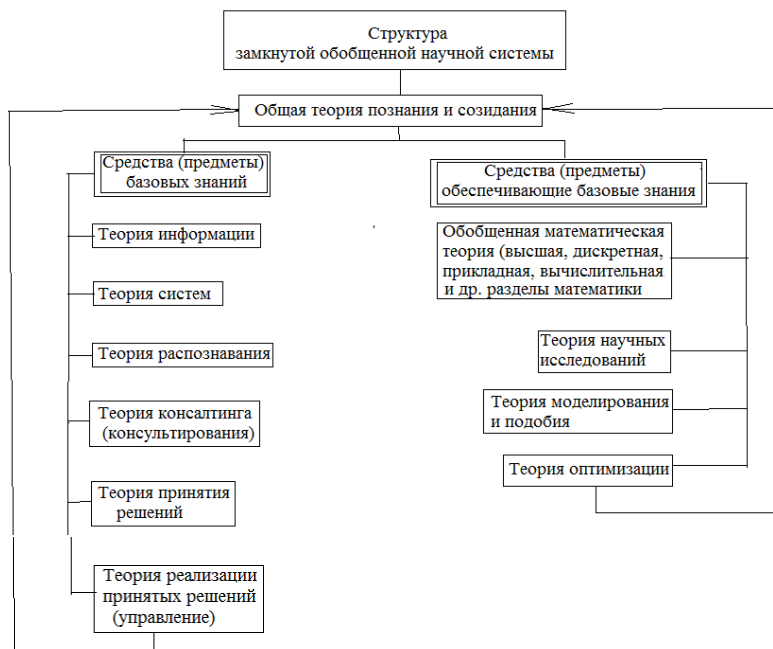 Структура
замкнутой обобщенной научной системы
Общая теория познания и созидания
Средства (предметы)
базовых знаний
Теория информации
Теория систем
Теория распознавания
Теория консалтинга
(консультирования)
Теория принятия
решений
Теория реализации
принятых решений
(управление)
Средства (предметы)
обеспечивающие базовые знания
Обобщенная математическая
теория (высшая, дискретная,
прикладная, вычислительная
и др. разделы математики
Теория научных
исследований
Теория моделирования
и подобия
Теория оптимизации